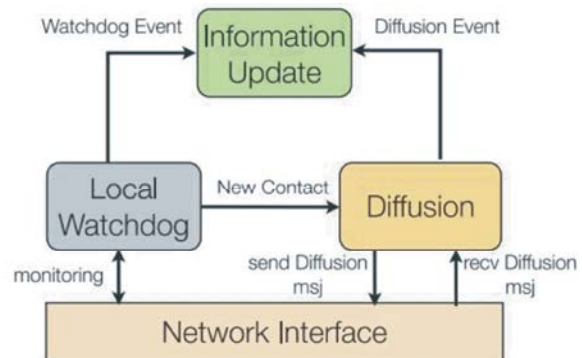 Watchdog Event
Information
Update
Diffusion Event
Local
Watchdog
New Contact
Diffusion
monitoring
send Diffusion
msj
recv Diffusion
msj
Network Interface